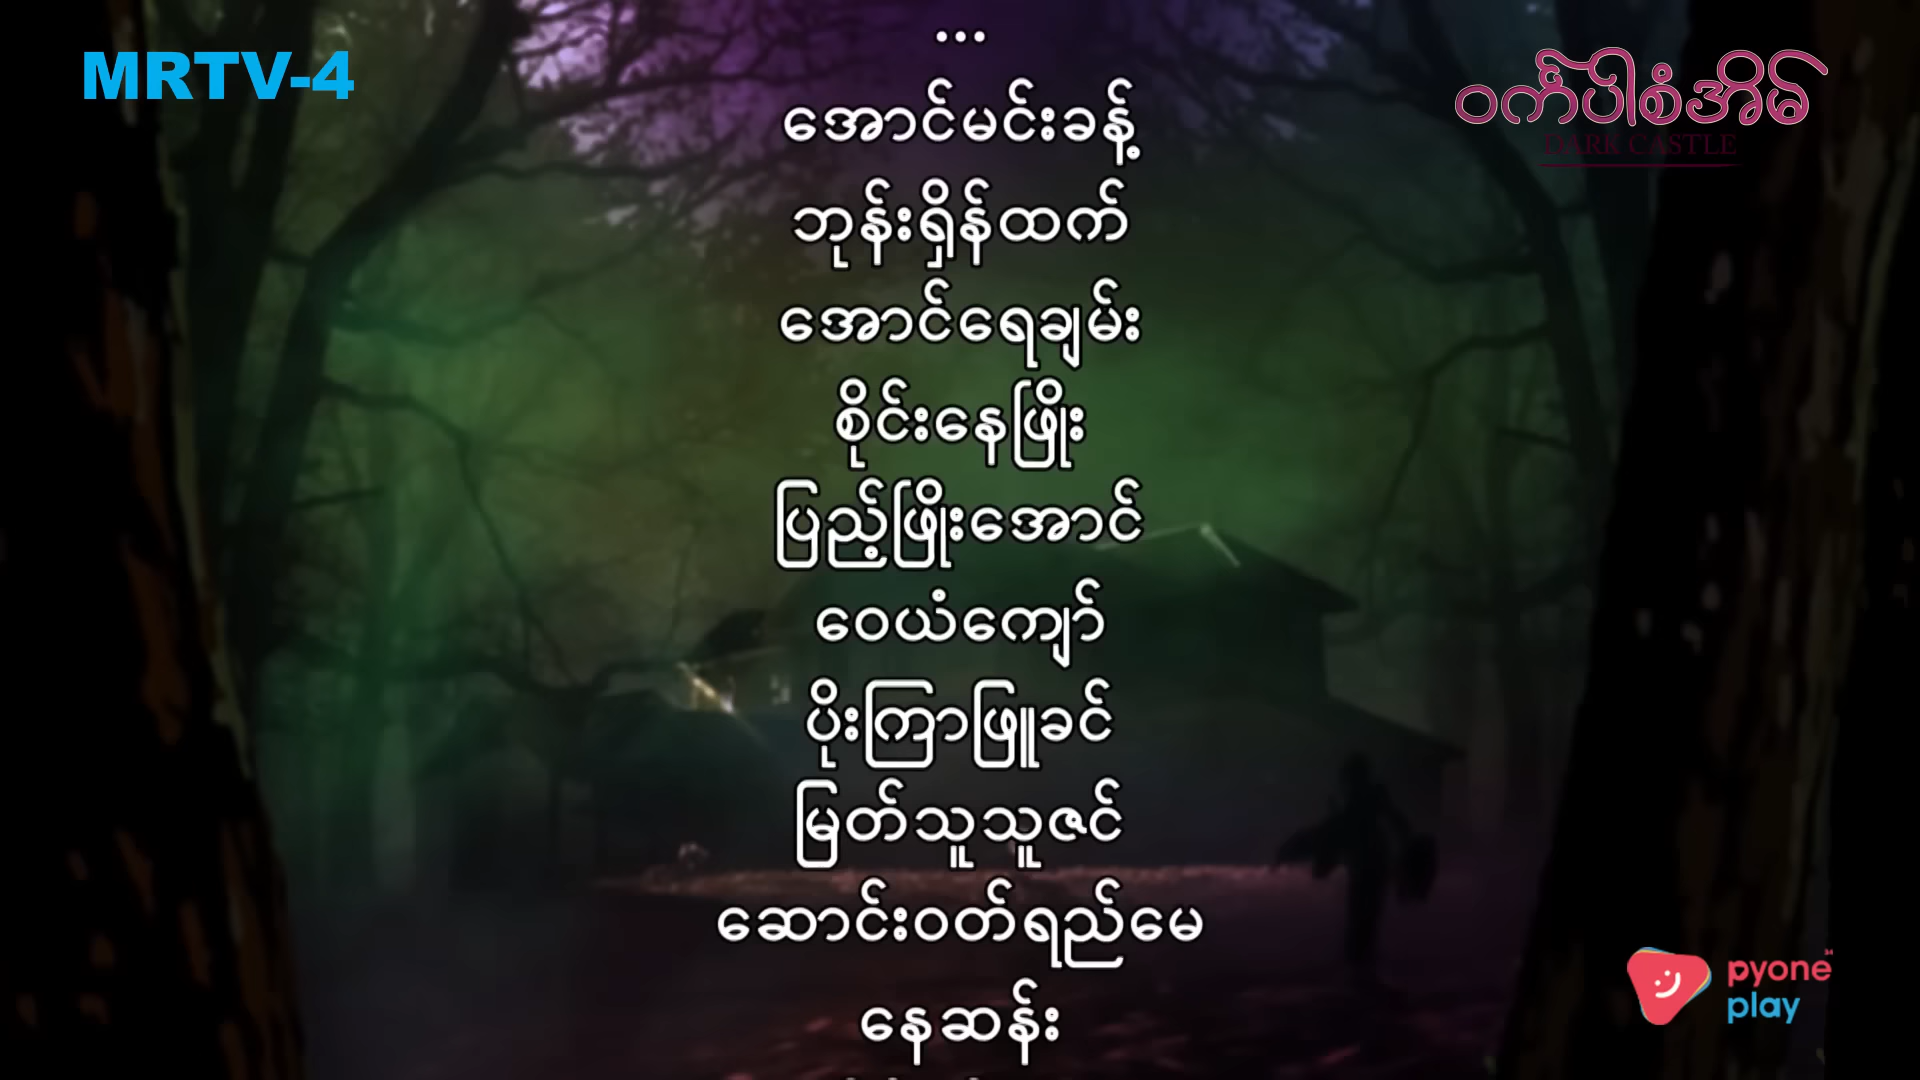 ...
MRTV-4
ဝင်္ကပါစံအိမ်
DARK CASTLE
အောင်မင်းခန့်
ဘုန်းရှိန်ထက်
အောင်ရေချမ်း
စိုင်းနေဖြိုး
ပြည့်ဖြိုးအောင်
ဝေယံကျော်
ပိုးကြာဖြူခင်
မြတ်သူသူဇင်
ဆောင်းဝတ်ရည်မေ
နေဆန်း
pyone
play